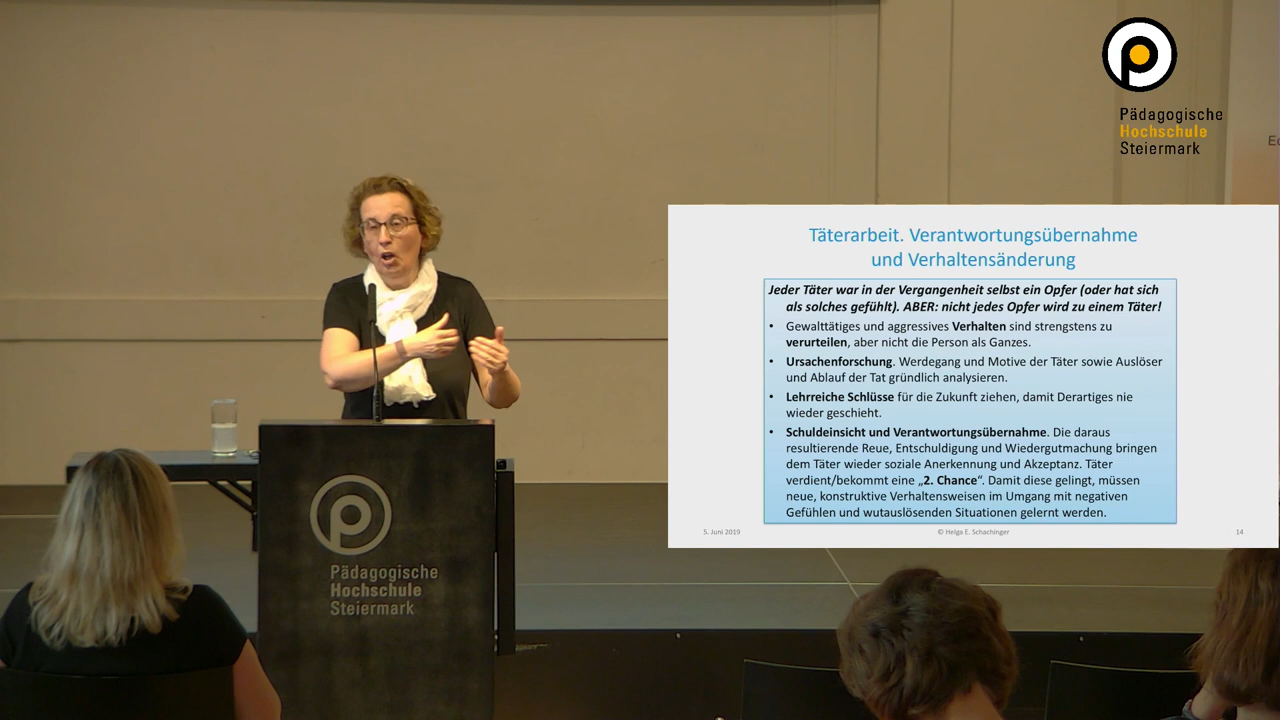 Pädagogische
Hochschule
Steiermark
Täterarbeit. Verantwortungsübernahme
und Verhaltensänderung
Jeder Täter war in der Vergangenheit selbst ein Opfer (oder hat sich
als solches gefühlt). ABER: nicht jedes Opfer wird zu einem Täter!
• Gewalttätiges und aggressives Verhalten sind strengstens zu
verurteilen, aber nicht die Person als Ganzes.
• Ursachenforschung. Werdegang und Motive der Täter sowie Auslöser
und Ablauf der Tat gründlich analysieren.
• Lehrreiche Schlüsse für die Zukunft ziehen, damit Derartiges nie
wieder geschieht.
• Schuldeinsicht und Verantwortungsübernahme. Die daraus
resultierende Reue, Entschuldigung und Wiedergutmachung bringen
dem Täter wieder soziale Anerkennung und Akzeptanz. Täter
verdient/bekommt eine „2. Chance“. Damit diese gelingt, müssen
neue, konstruktive Verhaltensweisen im Umgang mit negativen
Gefühlen und wutauslösenden Situationen gelernt werden.
5. Juni 2019 © Helga E. Schachinger 14
Pädagogische
Hochschule
Steiermark